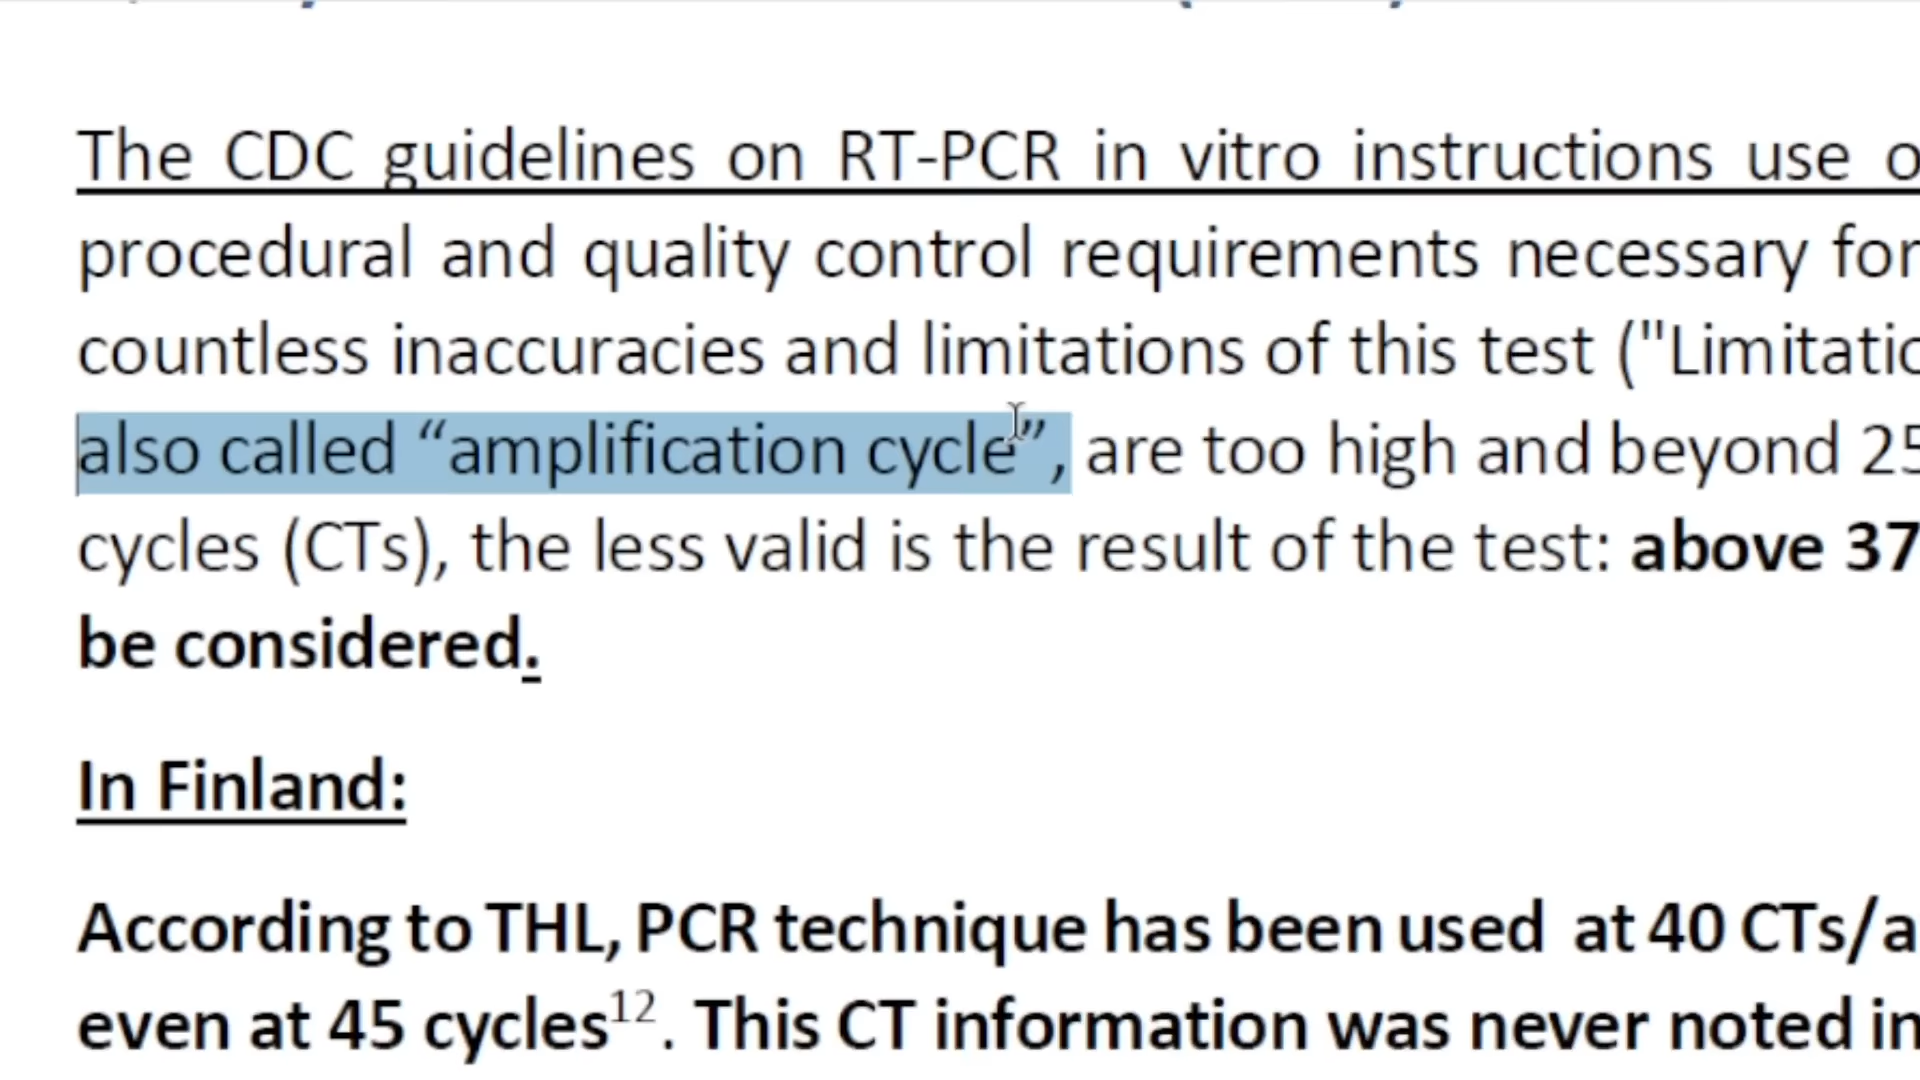 The CDC guidelines on RT-PCR in vitro instructions use
procedural and quality control requirements necessary for
countless inaccuracies and limitations of this test ("Limitatio
also called “amplification cycle”, are too high and beyond 25
cycles (CTs), the less valid is the result of the test: above 37
be considered.
In Finland:
According to THL, PCR technique has been used at 40 CTs/a
even at 45 cycles12. This CT information was never noted in